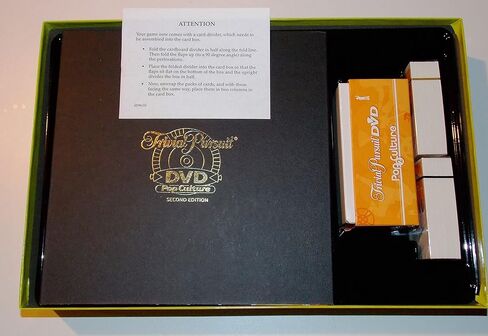 ATTENTION
Your game now comes with a card divider, which needs to
be assembled into the card box.
• Fold the cardboard divider in half along the fold line.
Then fold the flaps up (to a 90 degree angle) along
the perforations.
• Place the folded divider into the card box so that the
flaps sit flat on the bottom of the box and the upright
divides the box in half.
• Now, unwrap the packs of cards, and with them
facing the same way, place them in two columns in
the card box.
Trivial Pursuit®
DVD
Pop Culture
SECOND EDITION
Trivial Pursuit DVD
Pop Culture